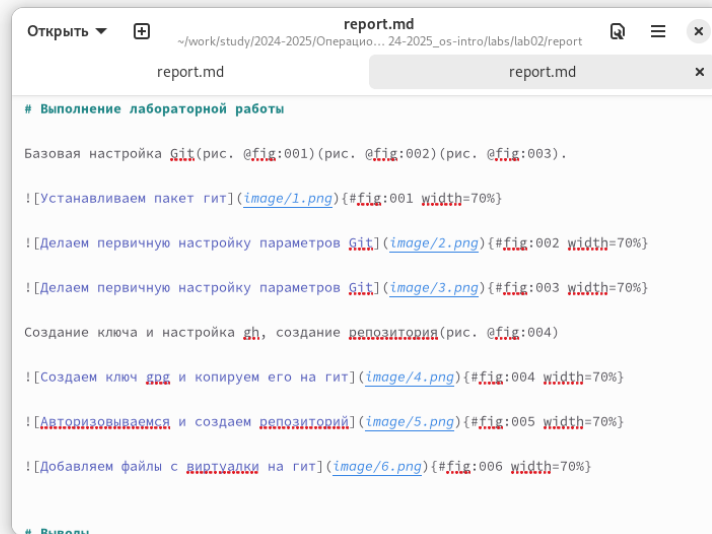 Открыть
report.md
~/work/study/2024-2025/Операцио… 24-2025_os-intro/labs/lab02/report
report.md
report.md
# Выполнение лабораторной работы
Базовая настройка Git(рис. @fig:001)(рис. @fig:002)(рис. @fig:003).
![Устанавливаем пакет гит](image/1.png){#fig:001 width=70%}
![Делаем первичную настройку параметров Git](image/2.png){#fig:002 width=70%}
![Делаем первичную настройку параметров Git](image/3.png){#fig:003 width=70%}
Создание ключа и настройка gh, создание репозитория(рис. @fig:004)
![Создаем ключ gpg и копируем его на гит](image/4.png){#fig:004 width=70%}
![Авторизовываемся и создаем репозиторий](image/5.png){#fig:005 width=70%}
![Добавляем файлы с виртуалки на гит](image/6.png){#fig:006 width=70%}
# Выводы